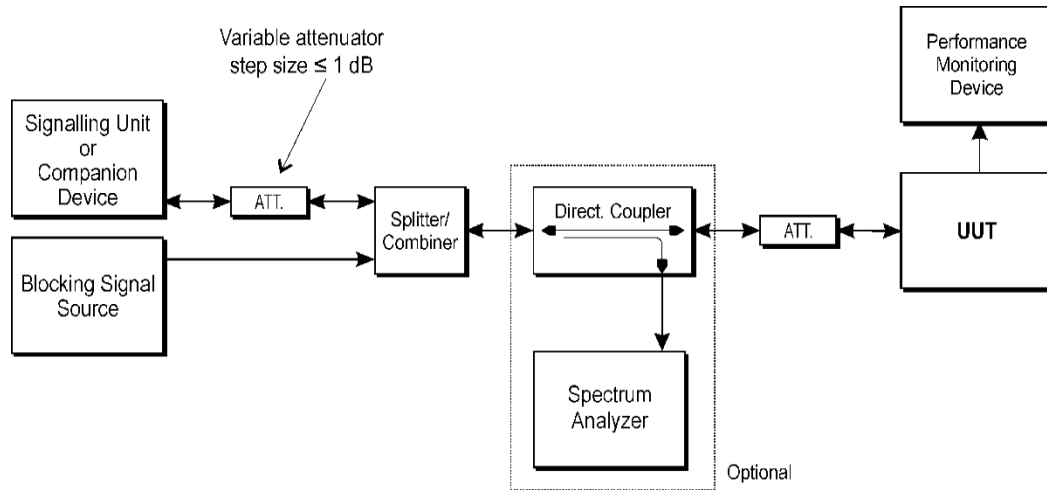 Variable attenuator
step size ≤ 1 dB
Performance
Monitoring
Device
Signalling Unit
or
Companion
Device
ATT.
Splitter/
Combiner
Direct. Coupler
ATT.
UUT
Blocking Signal
Source
Spectrum
Analyzer
Optional